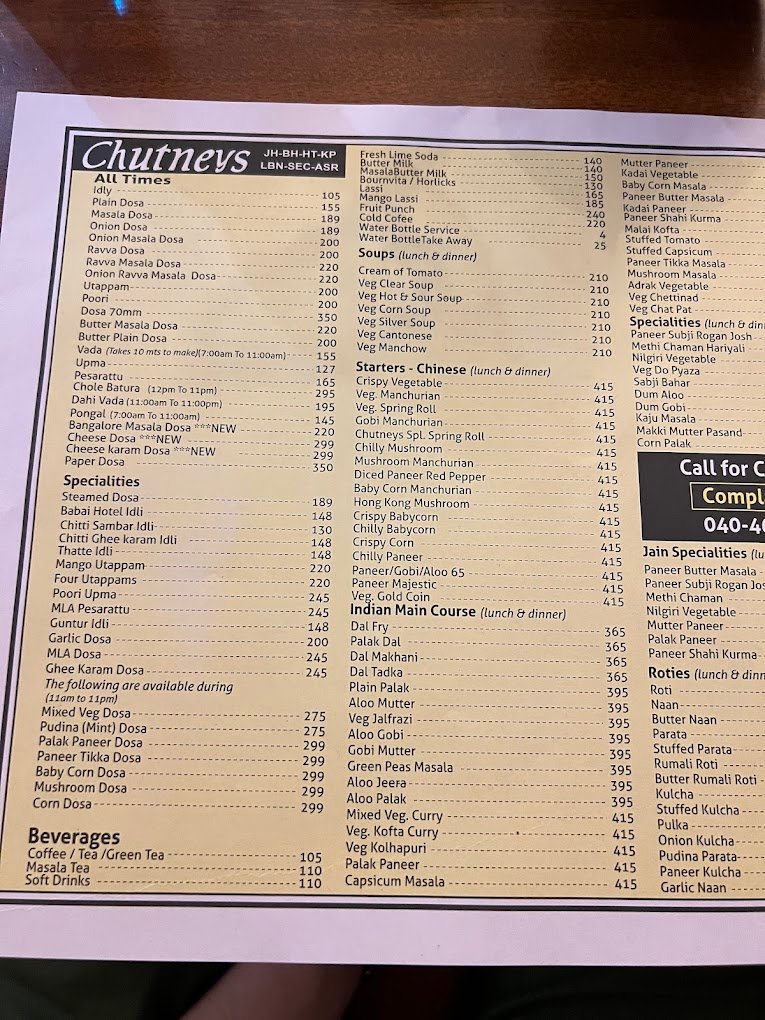 Chutneys JH-BH-HT-KP
LBN-SEC-ASR
All Times
Idly 105
Plain Dosa 155
Masala Dosa 189
Onion Dosa 189
Onion Masala Dosa 200
Ravva Dosa 200
Ravva Masala Dosa 220
Onion Ravva Masala Dosa 220
Utappam 200
Poori 200
Dosa 70mm 350
Butter Masala Dosa 220
Butter Plain Dosa 200
Vada (Takes 10 mts to make)(7:00am To 11:00am) 155
Upma 127
Pesarattu 165
Chole Batura (12pm To 11pm) 295
Dahi Vada (11:00am To 11:00pm) 195
Pongal (7:00am To 11:00am) 145
Bangalore Masala Dosa ***NEW 220
Cheese Dosa ***NEW 299
Cheese karam Dosa ***NEW 299
Paper Dosa 350
Specialities
Steamed Dosa 189
Babai Hotel Idli 148
Chitti Sambar Idli 130
Chitti Ghee karam Idli 148
Thatte Idli 148
Mango Utappam 220
Four Utappams 220
Poori Upma 245
MLA Pesarattu 245
Guntur Idli 148
Garlic Dosa 200
MLA Dosa 245
Ghee Karam Dosa 245
The following are available during
(11am to 11pm)
Mixed Veg Dosa 275
Pudina (Mint) Dosa 275
Palak Paneer Dosa 299
Paneer Tikka Dosa 299
Baby Corn Dosa 299
Mushroom Dosa 299
Corn Dosa 299
Beverages
Coffee / Tea /Green Tea 105
Masala Tea 110
Soft Drinks 110
Fresh Lime Soda 140
Butter Milk 140
MasalaButter Milk 150
Bournvita / Horlicks 130
Lassi 165
Mango Lassi 185
Fruit Punch 240
Cold Cofee 220
Water Bottle Service 4
Water BottleTake Away 25
Soups (lunch & dinner)
Cream of Tomato 210
Veg Clear Soup 210
Veg Hot & Sour Soup 210
Veg Corn Soup 210
Veg Silver Soup 210
Veg Cantonese 210
Veg Manchow 210
Starters - Chinese (lunch & dinner)
Crispy Vegetable 415
Veg. Manchurian 415
Veg. Spring Roll 415
Gobi Manchurian 415
Chutneys Spl. Spring Roll 415
Chilly Mushroom 415
Mushroom Manchurian 415
Diced Paneer Red Pepper 415
Baby Corn Manchurian 415
Hong Kong Mushroom 415
Crispy Babycorn 415
Chilly Babycorn 415
Crispy Corn 415
Chilly Paneer 415
Paneer/Gobi/Aloo 65 415
Paneer Majestic 415
Veg. Gold Coin 415
Indian Main Course (lunch & dinner)
Dal Fry 365
Palak Dal 365
Dal Makhani 365
Dal Tadka 365
Plain Palak 395
Aloo Mutter 395
Veg Jalfrazi 395
Aloo Gobi 395
Gobi Mutter 395
Green Peas Masala 395
Aloo Jeera 395
Aloo Palak 395
Mixed Veg. Curry 415
Veg. Kofta Curry 415
Veg Kolhapuri 415
Palak Paneer 415
Capsicum Masala 415
Mutter Paneer
Kadai Vegetable
Baby Corn Masala
Paneer Butter Masala
Kadai Paneer
Paneer Shahi Kurma
Malai Kofta
Stuffed Tomato
Stuffed Capsicum
Paneer Tikka Masala
Mushroom Masala
Adrak Vegetable
Veg Chettinad
Veg Chat Pat
Specialities (lunch & din
Paneer Subji Rogan Josh
Methi Chaman Hariyali
Nilgiri Vegetable
Veg Do Pyaza
Sabji Bahar
Dum Aloo
Dum Gobi
Kaju Masala
Makki Mutter Pasand
Corn Palak
Call for C
Compl
040-40
Jain Specialities (lu
Paneer Butter Masala
Paneer Subji Rogan Jos
Methi Chaman
Nilgiri Vegetable
Mutter Paneer
Palak Paneer
Paneer Shahi Kurma
Roties (lunch & dinn
Roti
Naan
Butter Naan
Parata
Stuffed Parata
Rumali Roti
Butter Rumali Roti
Kulcha
Stuffed Kulcha
Pulka
Onion Kulcha
Pudina Parata
Paneer Kulcha
Garlic Naan